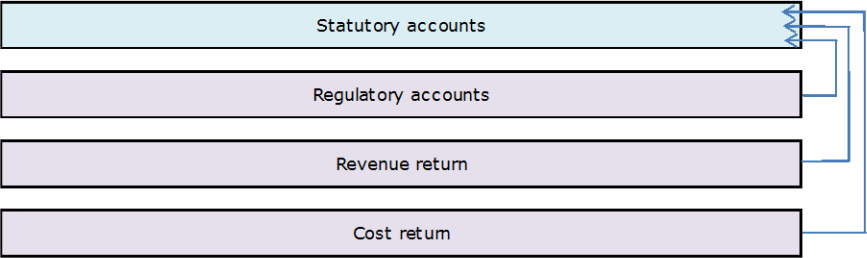 Statutory accounts
Regulatory accounts
Revenue return
Cost return